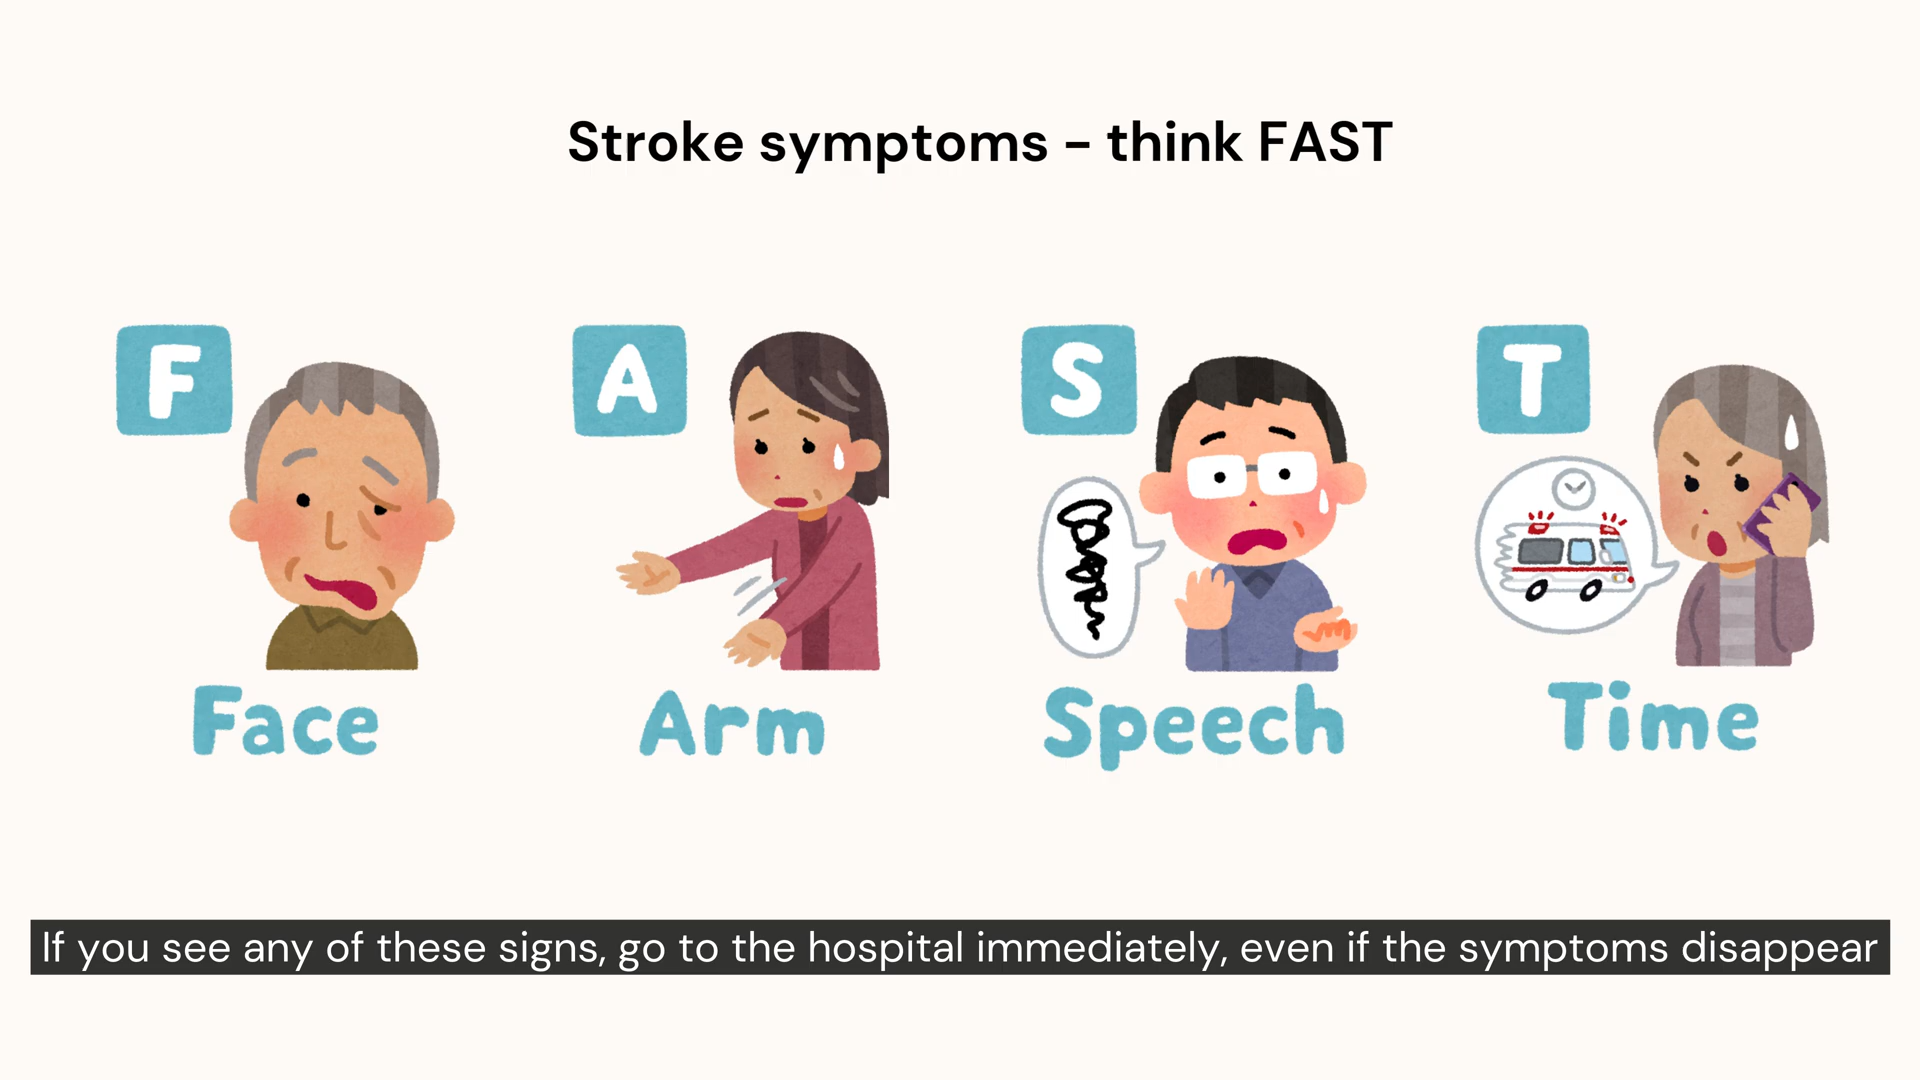 Stroke symptoms – think FAST
F
A
S
T
Face
Arm
Speech
Time
If you see any of these signs, go to the hospital immediately, even if the symptoms disappear